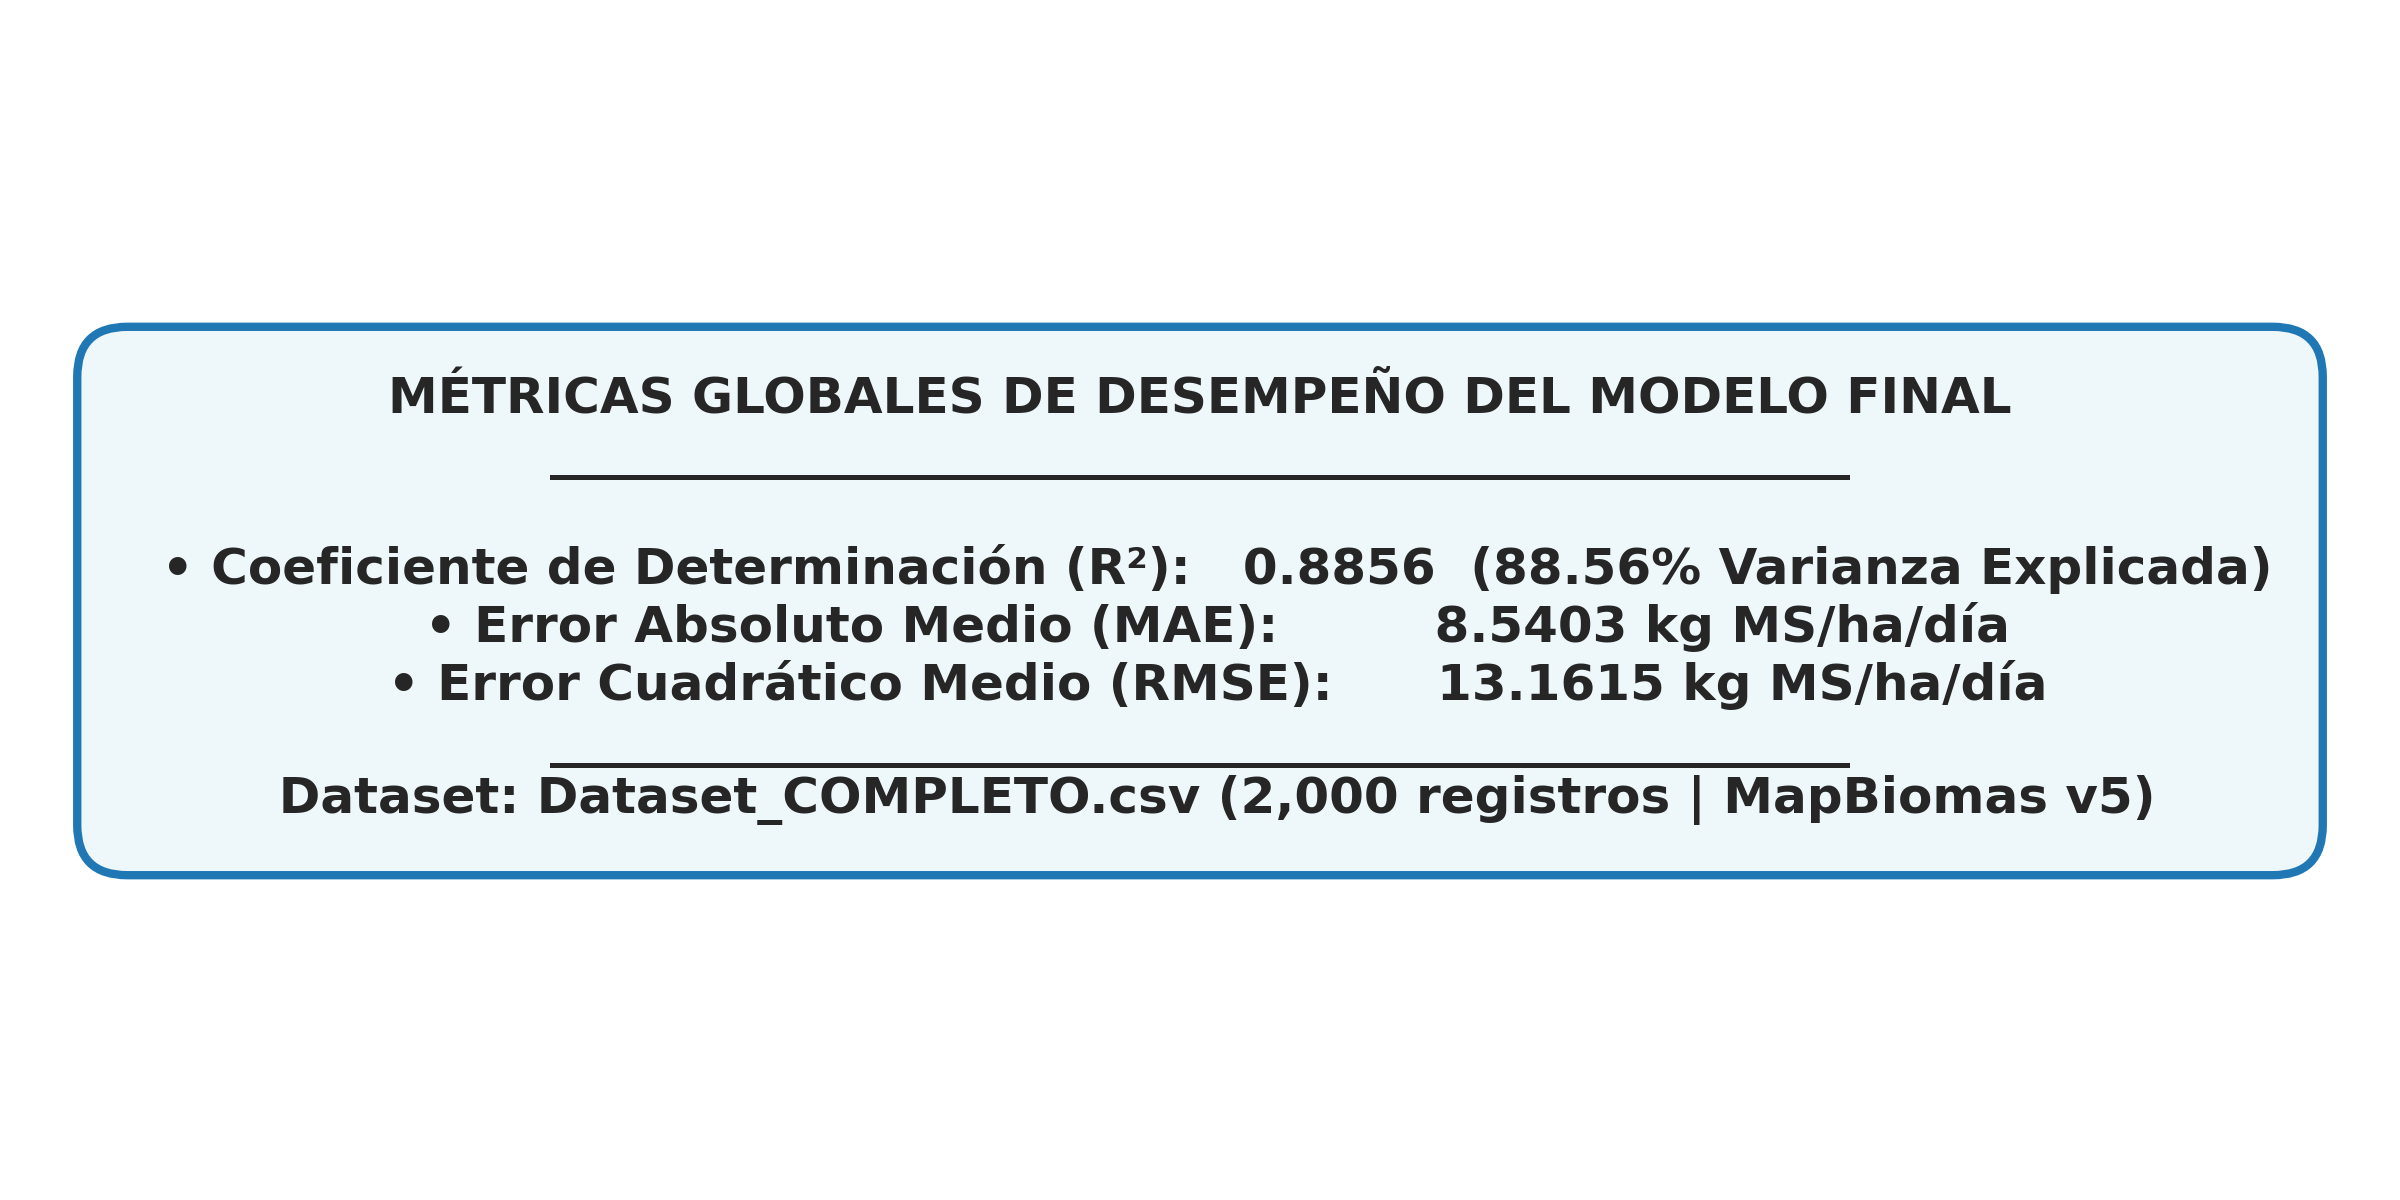 MÉTRICAS GLOBALES DE DESEMPEÑO DEL MODELO FINAL
• Coeficiente de Determinación (R²): 0.8856 (88.56% Varianza Explicada)
• Error Absoluto Medio (MAE): 8.5403 kg MS/ha/día
• Error Cuadrático Medio (RMSE): 13.1615 kg MS/ha/día
Dataset: Dataset_COMPLETO.csv (2,000 registros | MapBiomas v5)